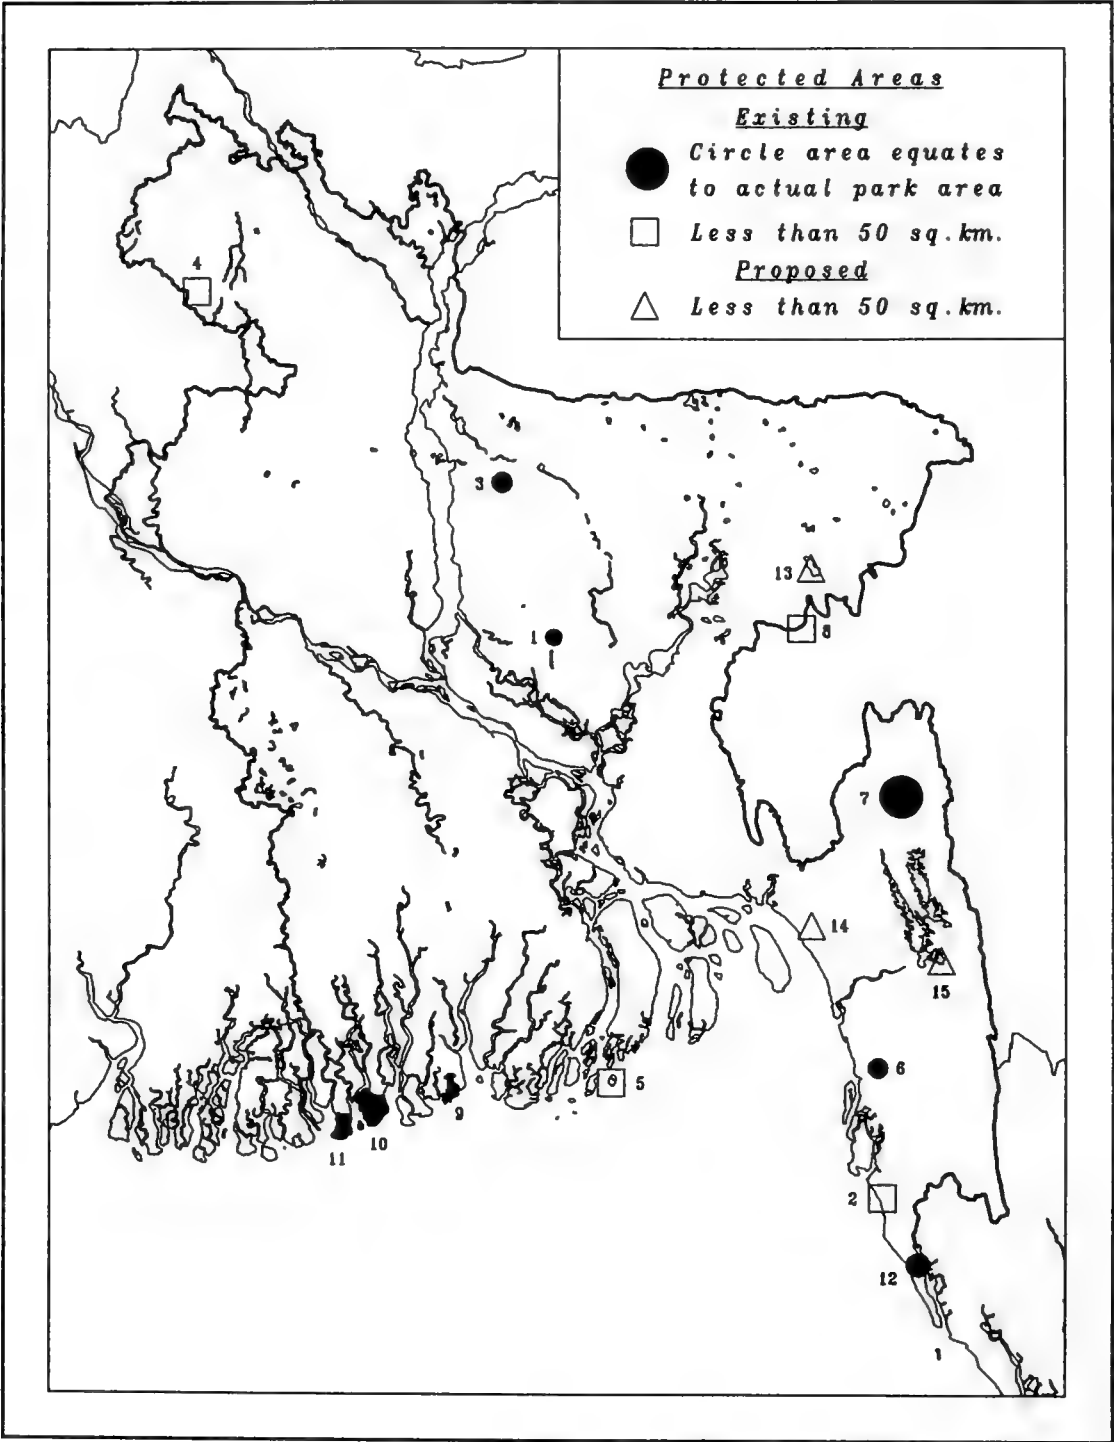 Protected Areas
Existing
Circle area equates
to actual park area
Less than 50 sq.km.
Proposed
Less than 50 sq.km.
4
3
13
8
1
7
14
15
6
5
9
10
11
2
12